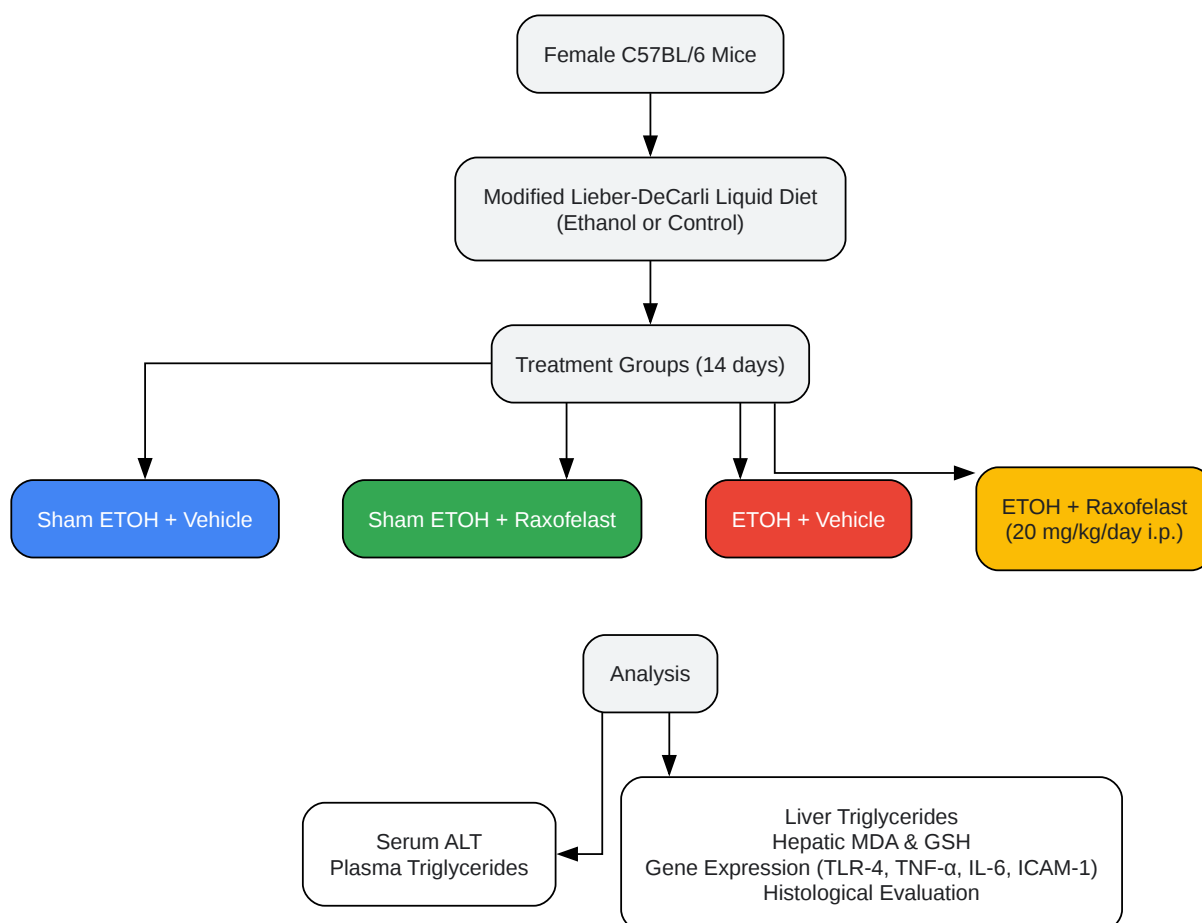 Female C57BL/6 Mice
Modified Lieber-DeCarli Liquid Diet
(Ethanol or Control)
Treatment Groups (14 days)
Sham ETOH + Vehicle
Sham ETOH + Raxofelast
ETOH + Vehicle
ETOH + Raxofelast
(20 mg/kg/day i.p.)
Analysis
Serum ALT
Plasma Triglycerides
Liver Triglycerides
Hepatic MDA & GSH
Gene Expression (TLR-4, TNF-α, IL-6, ICAM-1)
Histological Evaluation